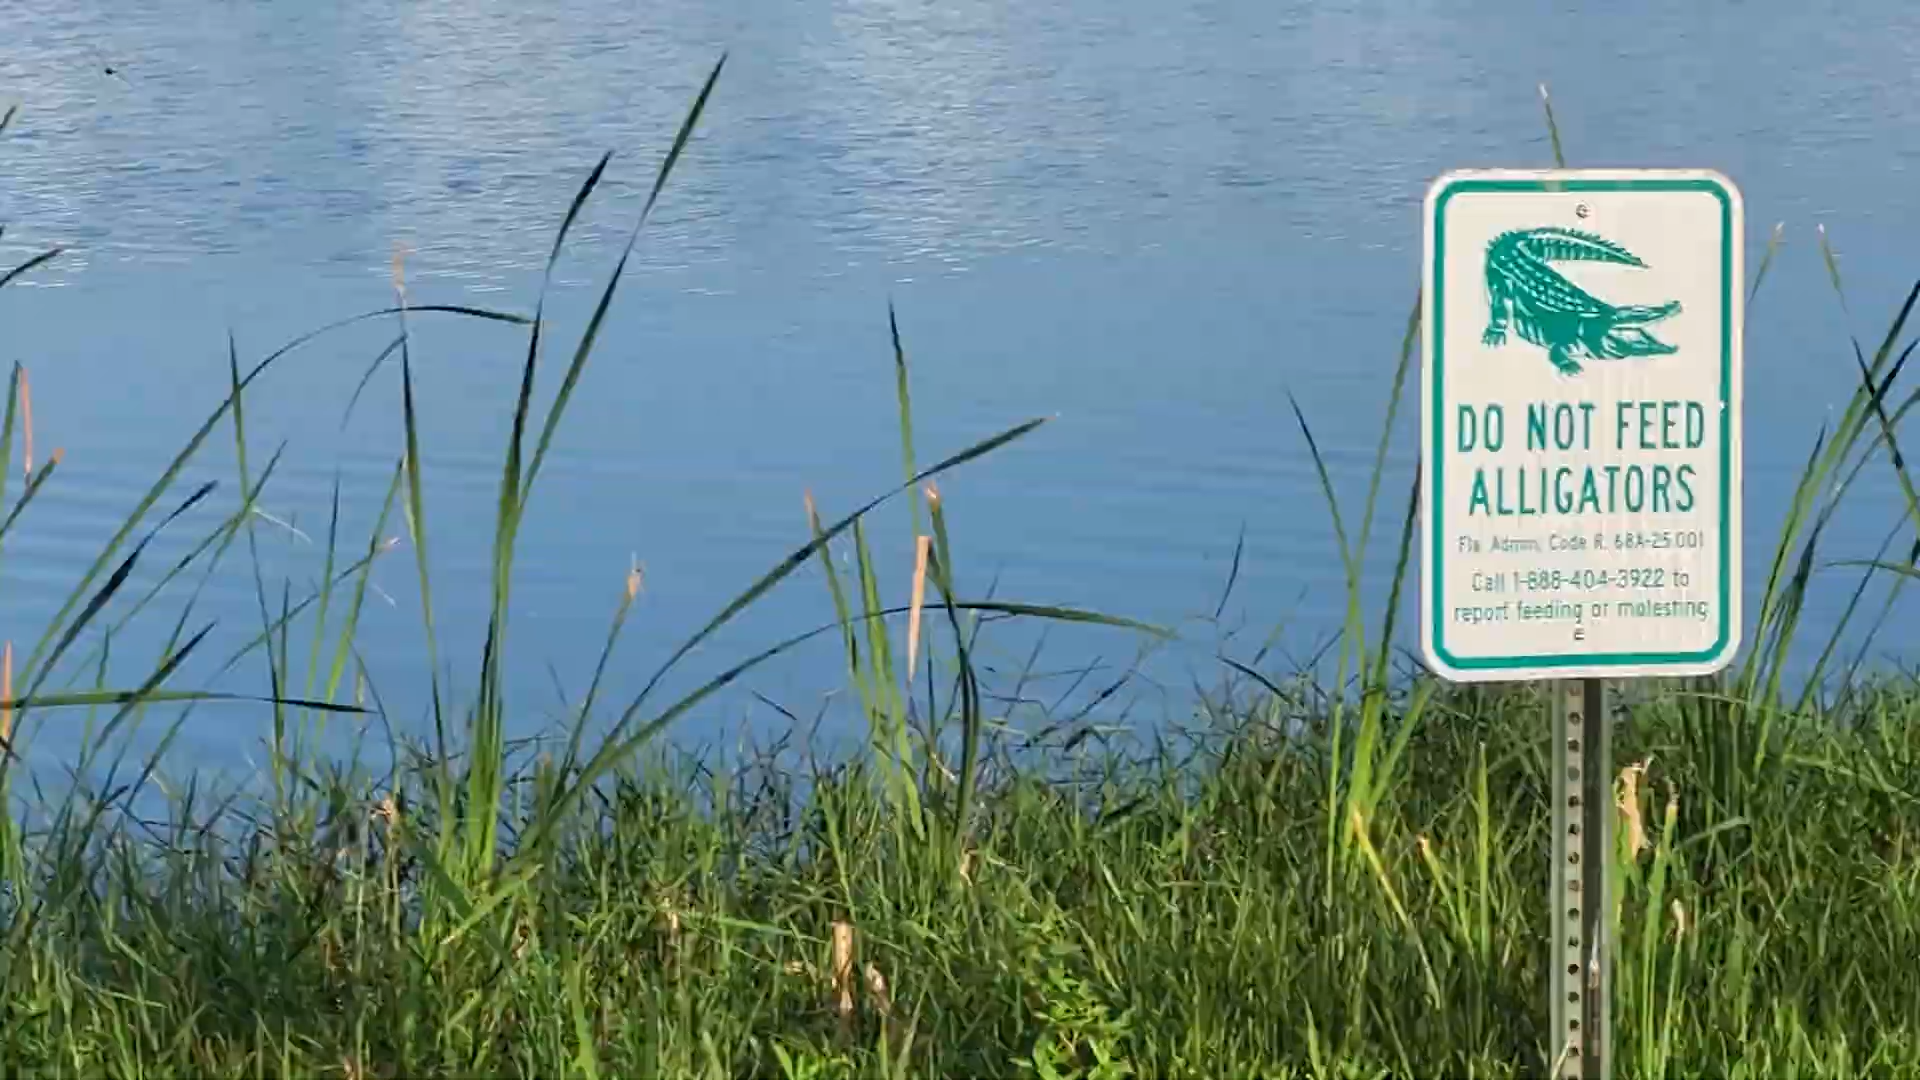 DO NOT FEED
ALLIGATORS
Fla. Admin. Code R. 68A-25.001
Call 1-888-404-3922 to
report feeding or molesting